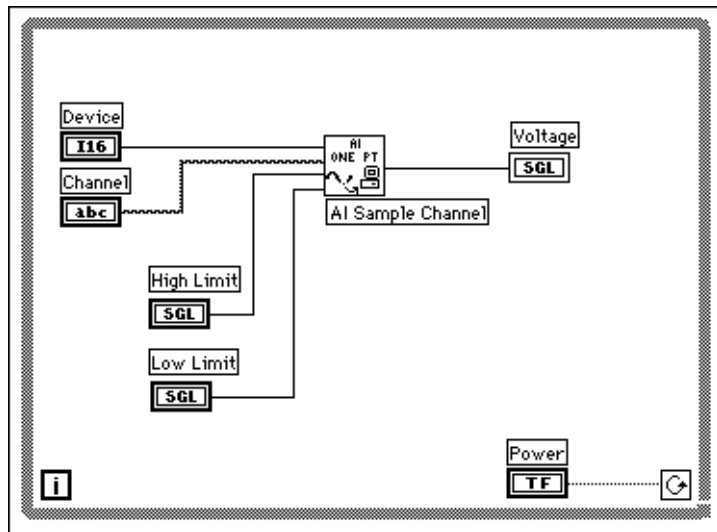 Device
I16
Channel
abc
AI
ONE PT
AI Sample Channel
Voltage
SGL
High Limit
SGL
Low Limit
SGL
i
Power
TF